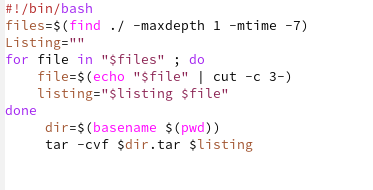 #!/bin/bash
files=$(find ./ -maxdepth 1 -mtime -7)
Listing=""
for file in "$files" ; do
    file=$(echo "$file" | cut -c 3-)
    listing="$listing $file"
done
     dir=$(basename $(pwd))
     tar -cvf $dir.tar $listing